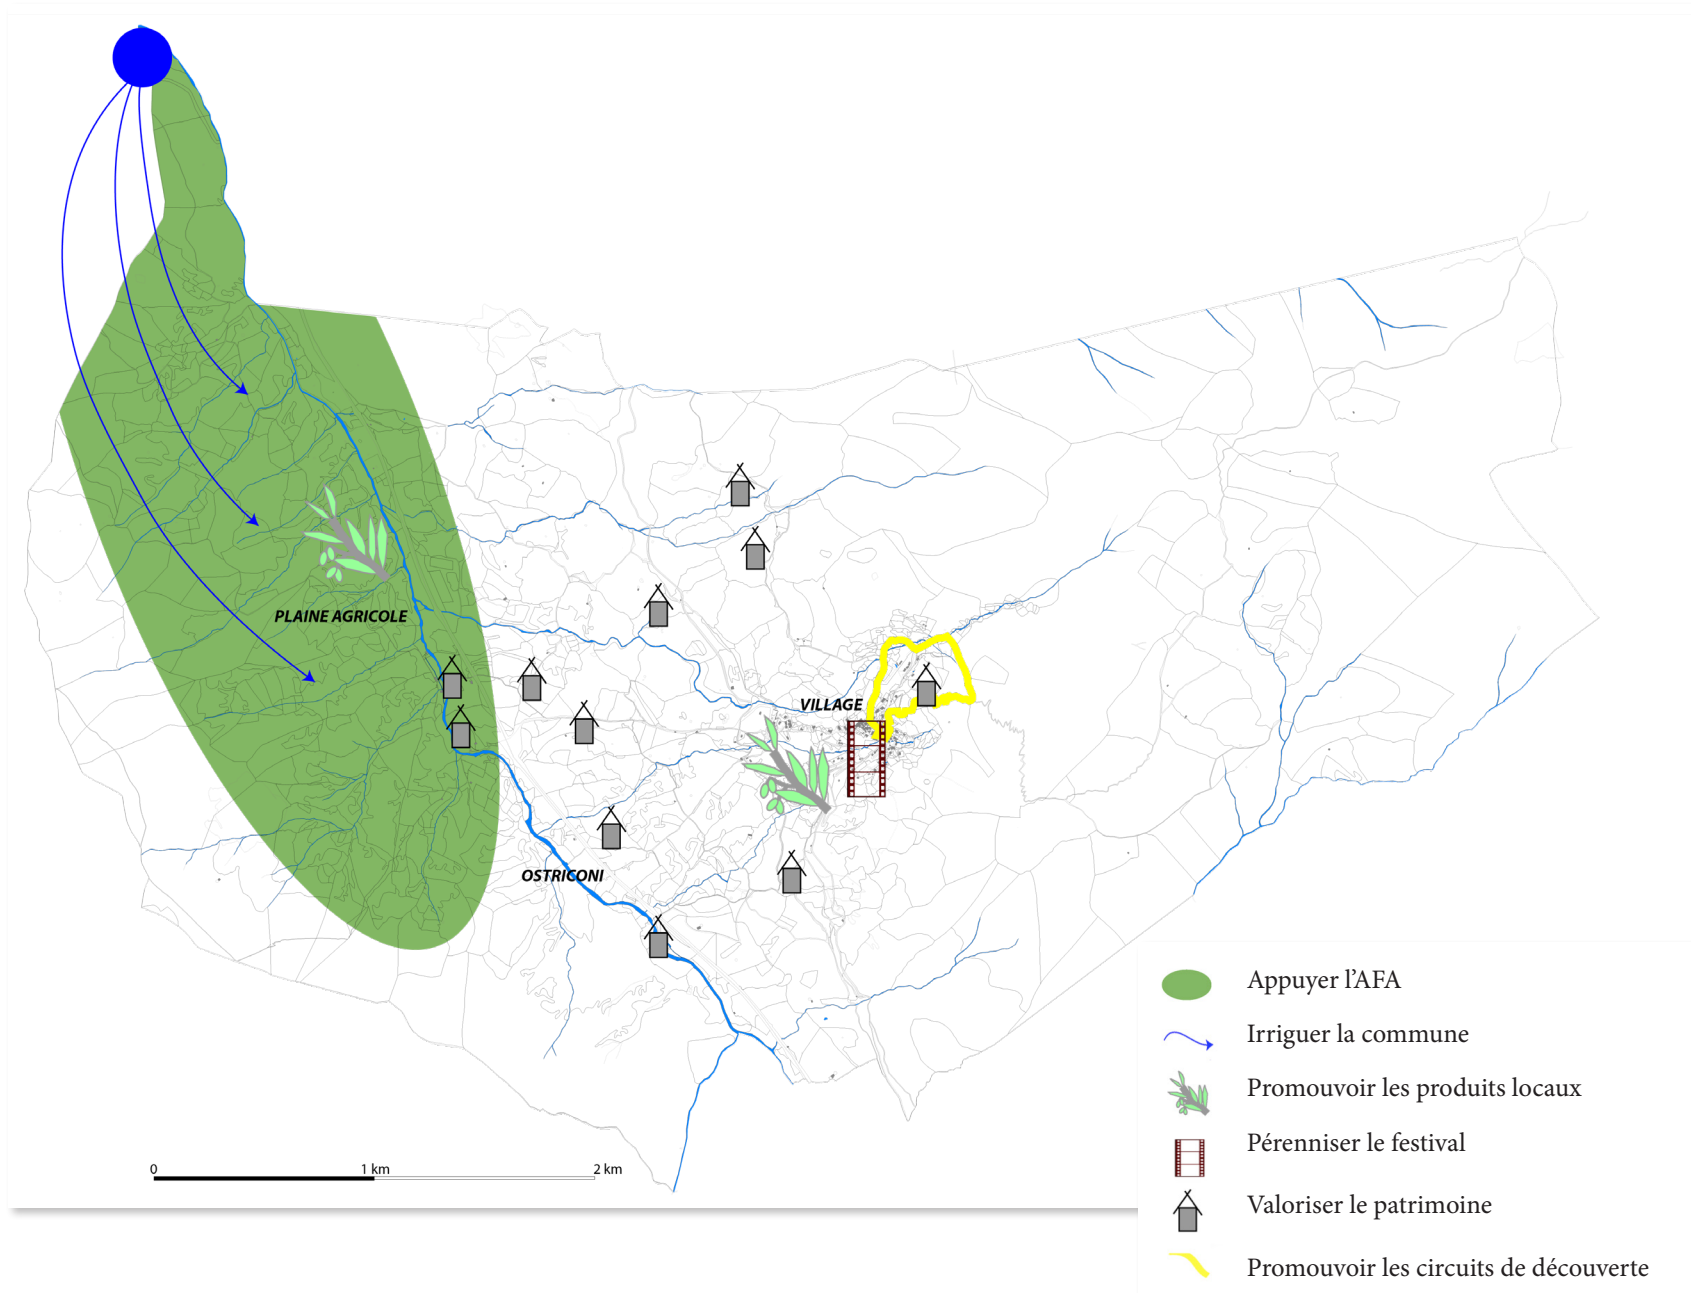 PLAINE AGRICOLE
VILLAGE
OSTRICONI
0 1 km 2 km
Appuyer l'AFA
Irriguer la commune
Promouvoir les produits locaux
Pérenniser le festival
Valoriser le patrimoine
Promouvoir les circuits de découverte